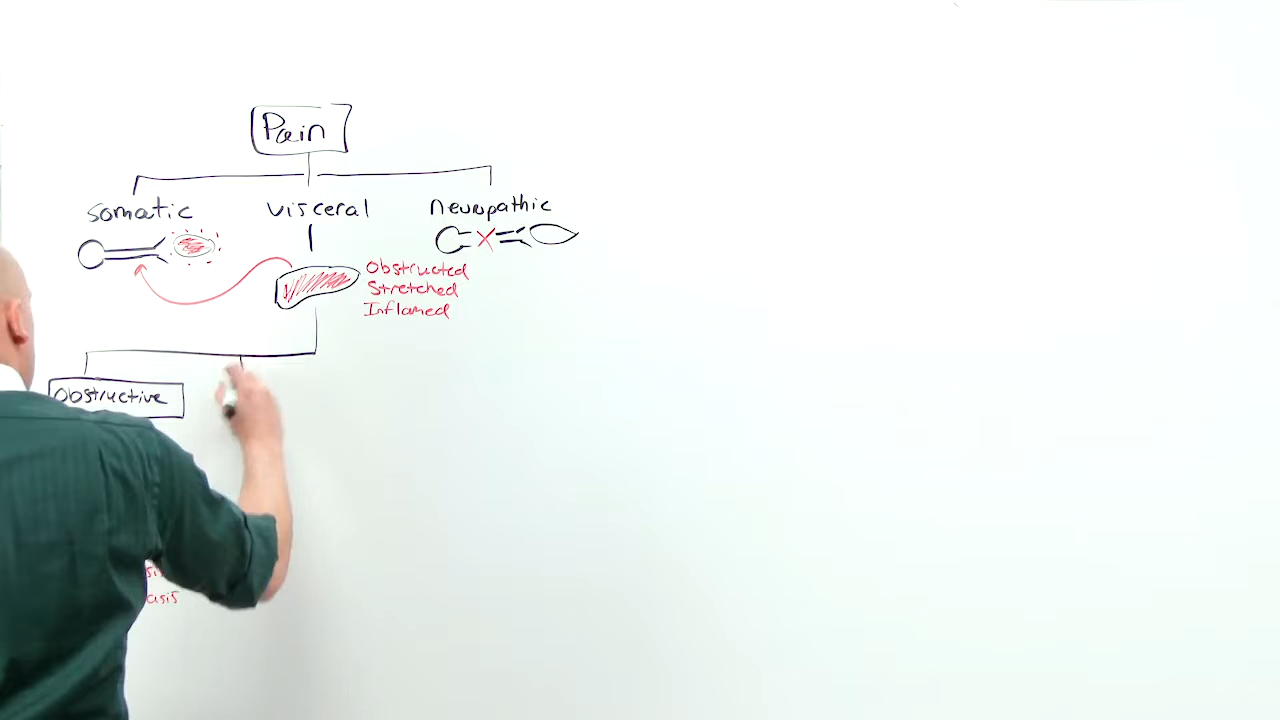 Pain
somatic visceral neuropathic
Obstructed
Stretched
Inflamed
Obstructive